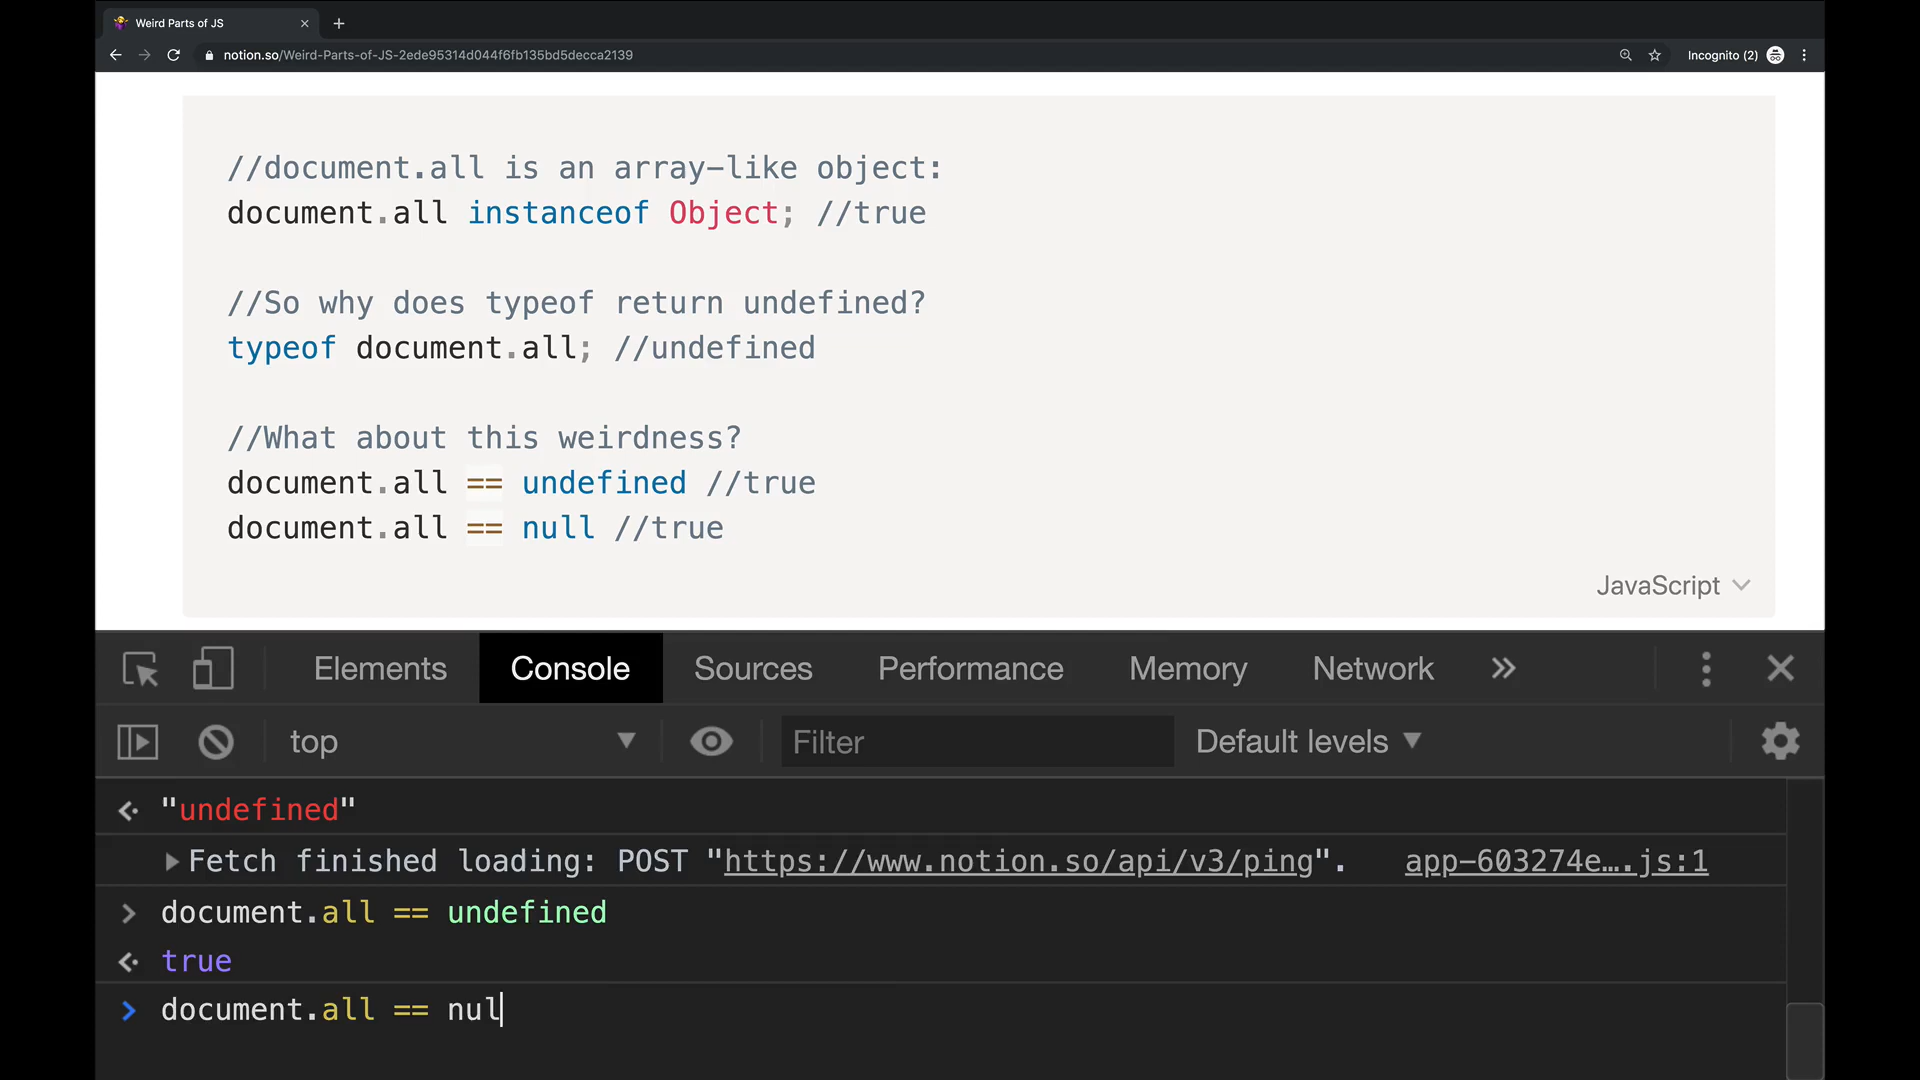 Weird Parts of JS
notion.so/Weird-Parts-of-JS-2ede95314d044f6fb135bd5decca2139
Incognito (2)
//document.all is an array-like object:
document.all instanceof Object; //true
//So why does typeof return undefined?
typeof document.all; //undefined
//What about this weirdness?
document.all == undefined //true
document.all == null //true
JavaScript
Elements Console Sources Performance Memory Network
top Filter Default levels
"undefined"
Fetch finished loading: POST "https://www.notion.so/api/v3/ping". app-603274e….js:1
document.all == undefined
true
document.all == nul